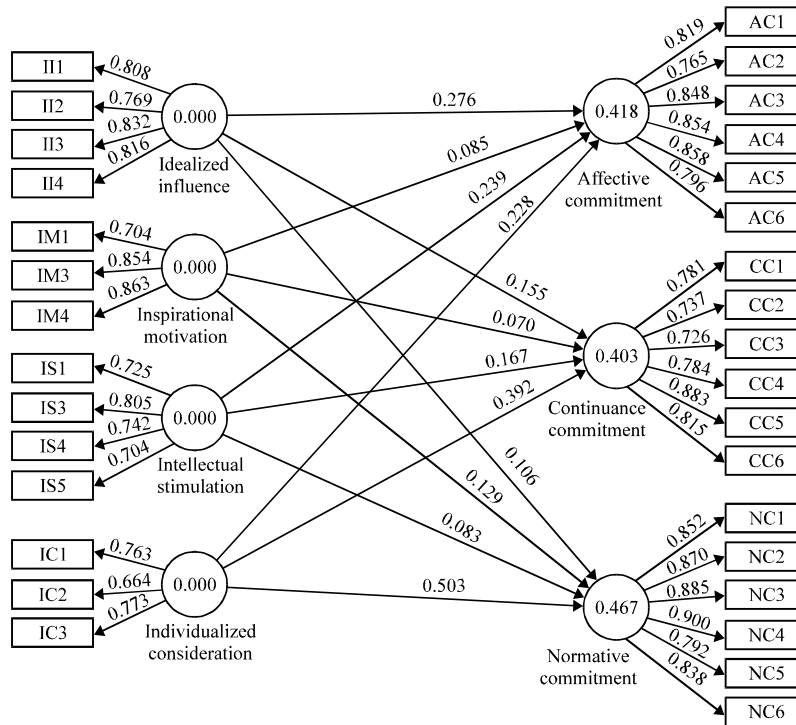 II1
II2
II3
II4
0.808
0.769
0.832
0.816
0.000
Idealized
influence
IM1
IM3
IM4
0.704
0.854
0.863
0.000
Inspirational
motivation
IS1
IS3
IS4
IS5
0.725
0.805
0.742
0.704
0.000
Intellectual
stimulation
IC1
IC2
IC3
0.763
0.664
0.773
0.000
Individualized
consideration
0.276
0.085
0.239
0.228
0.155
0.070
0.167
0.392
0.106
0.129
0.083
0.503
0.418
Affective
commitment
0.819
0.765
0.848
0.854
0.858
0.796
AC1
AC2
AC3
AC4
AC5
AC6
0.403
Continuance
commitment
0.781
0.737
0.726
0.784
0.883
0.815
CC1
CC2
CC3
CC4
CC5
CC6
0.467
Normative
commitment
0.852
0.870
0.885
0.900
0.792
0.838
NC1
NC2
NC3
NC4
NC5
NC6